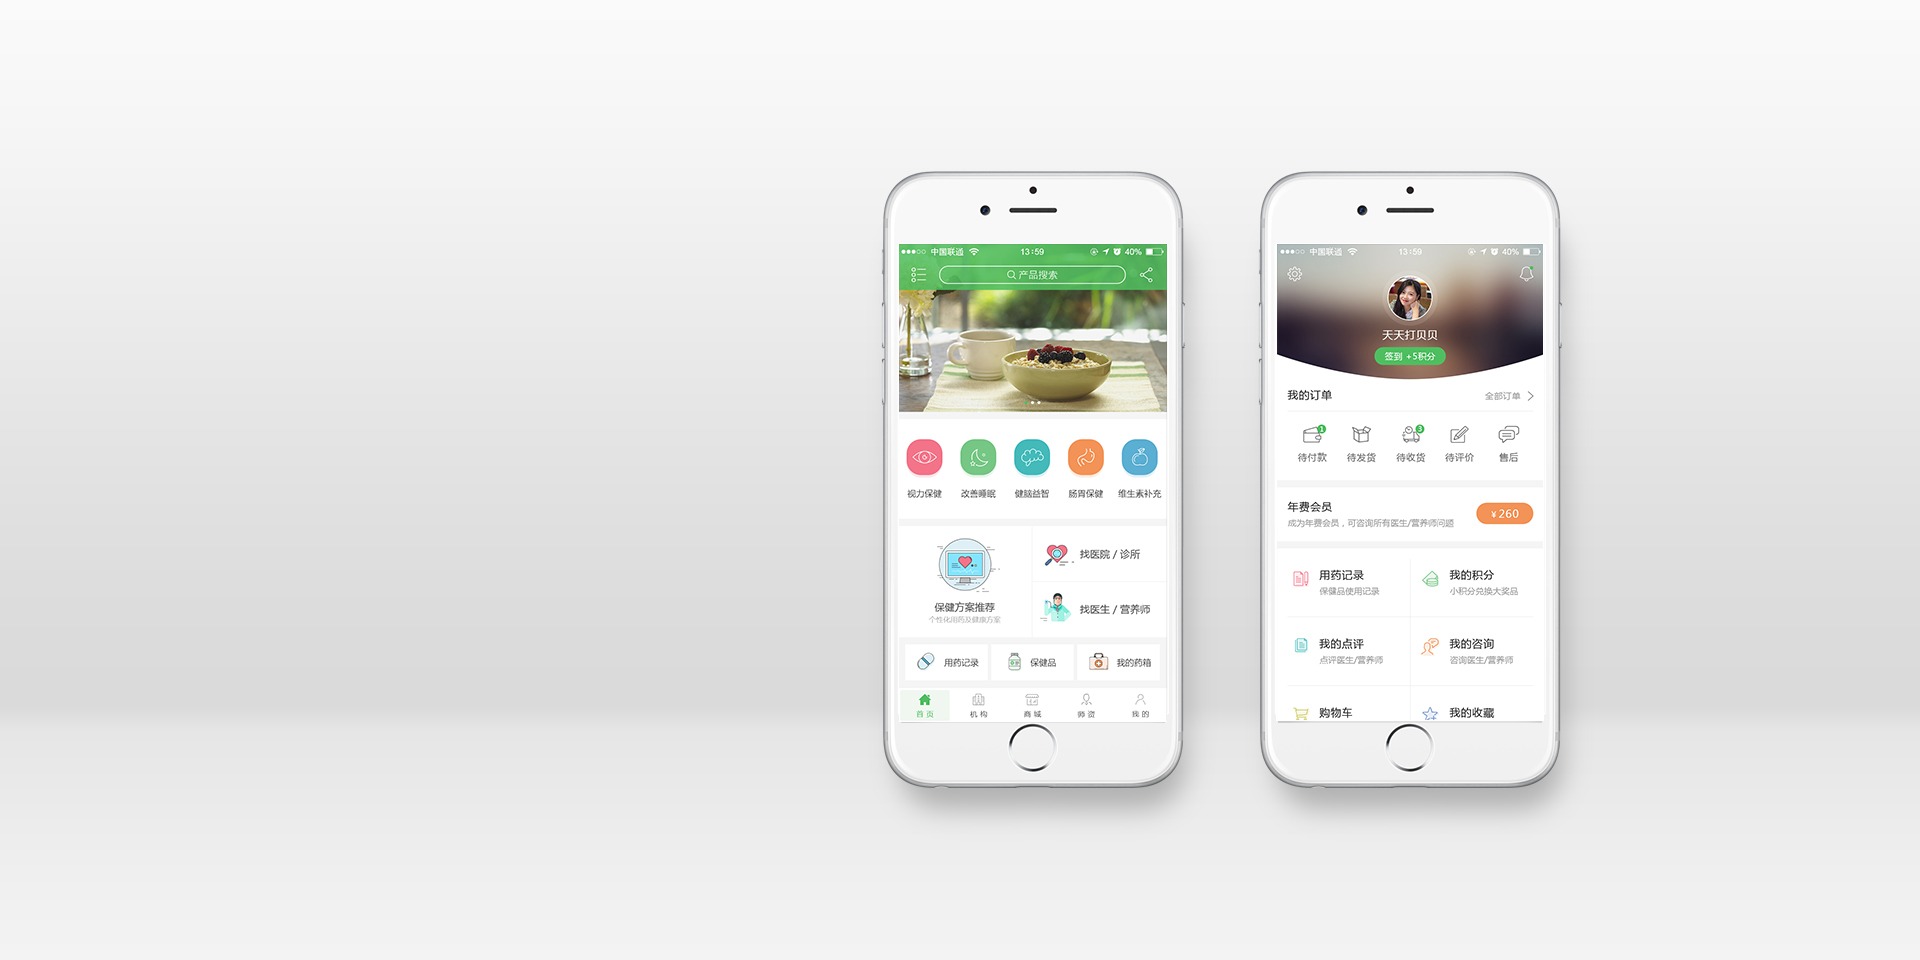 中国联通
13:59
40%
产品搜索
视力保健
改善睡眠
健脑益智
肠胃保健
维生素补充
保健方案推荐
个性化用药及健康方案
找医院 / 诊所
找医生 / 营养师
用药记录
保健品
我的药箱
首页
机构
商城
师资
我的
中国联通
13:59
40%
天天打贝贝
签到 +5积分
我的订单
全部订单
1
3
待付款
待发货
待收货
待评价
售后
年费会员
成为年费会员，可咨询所有医生/营养师问题
¥260
用药记录
保健品使用记录
我的积分
小积分兑换大奖品
我的点评
点评医生/营养师
我的咨询
咨询医生/营养师
购物车
我的收藏